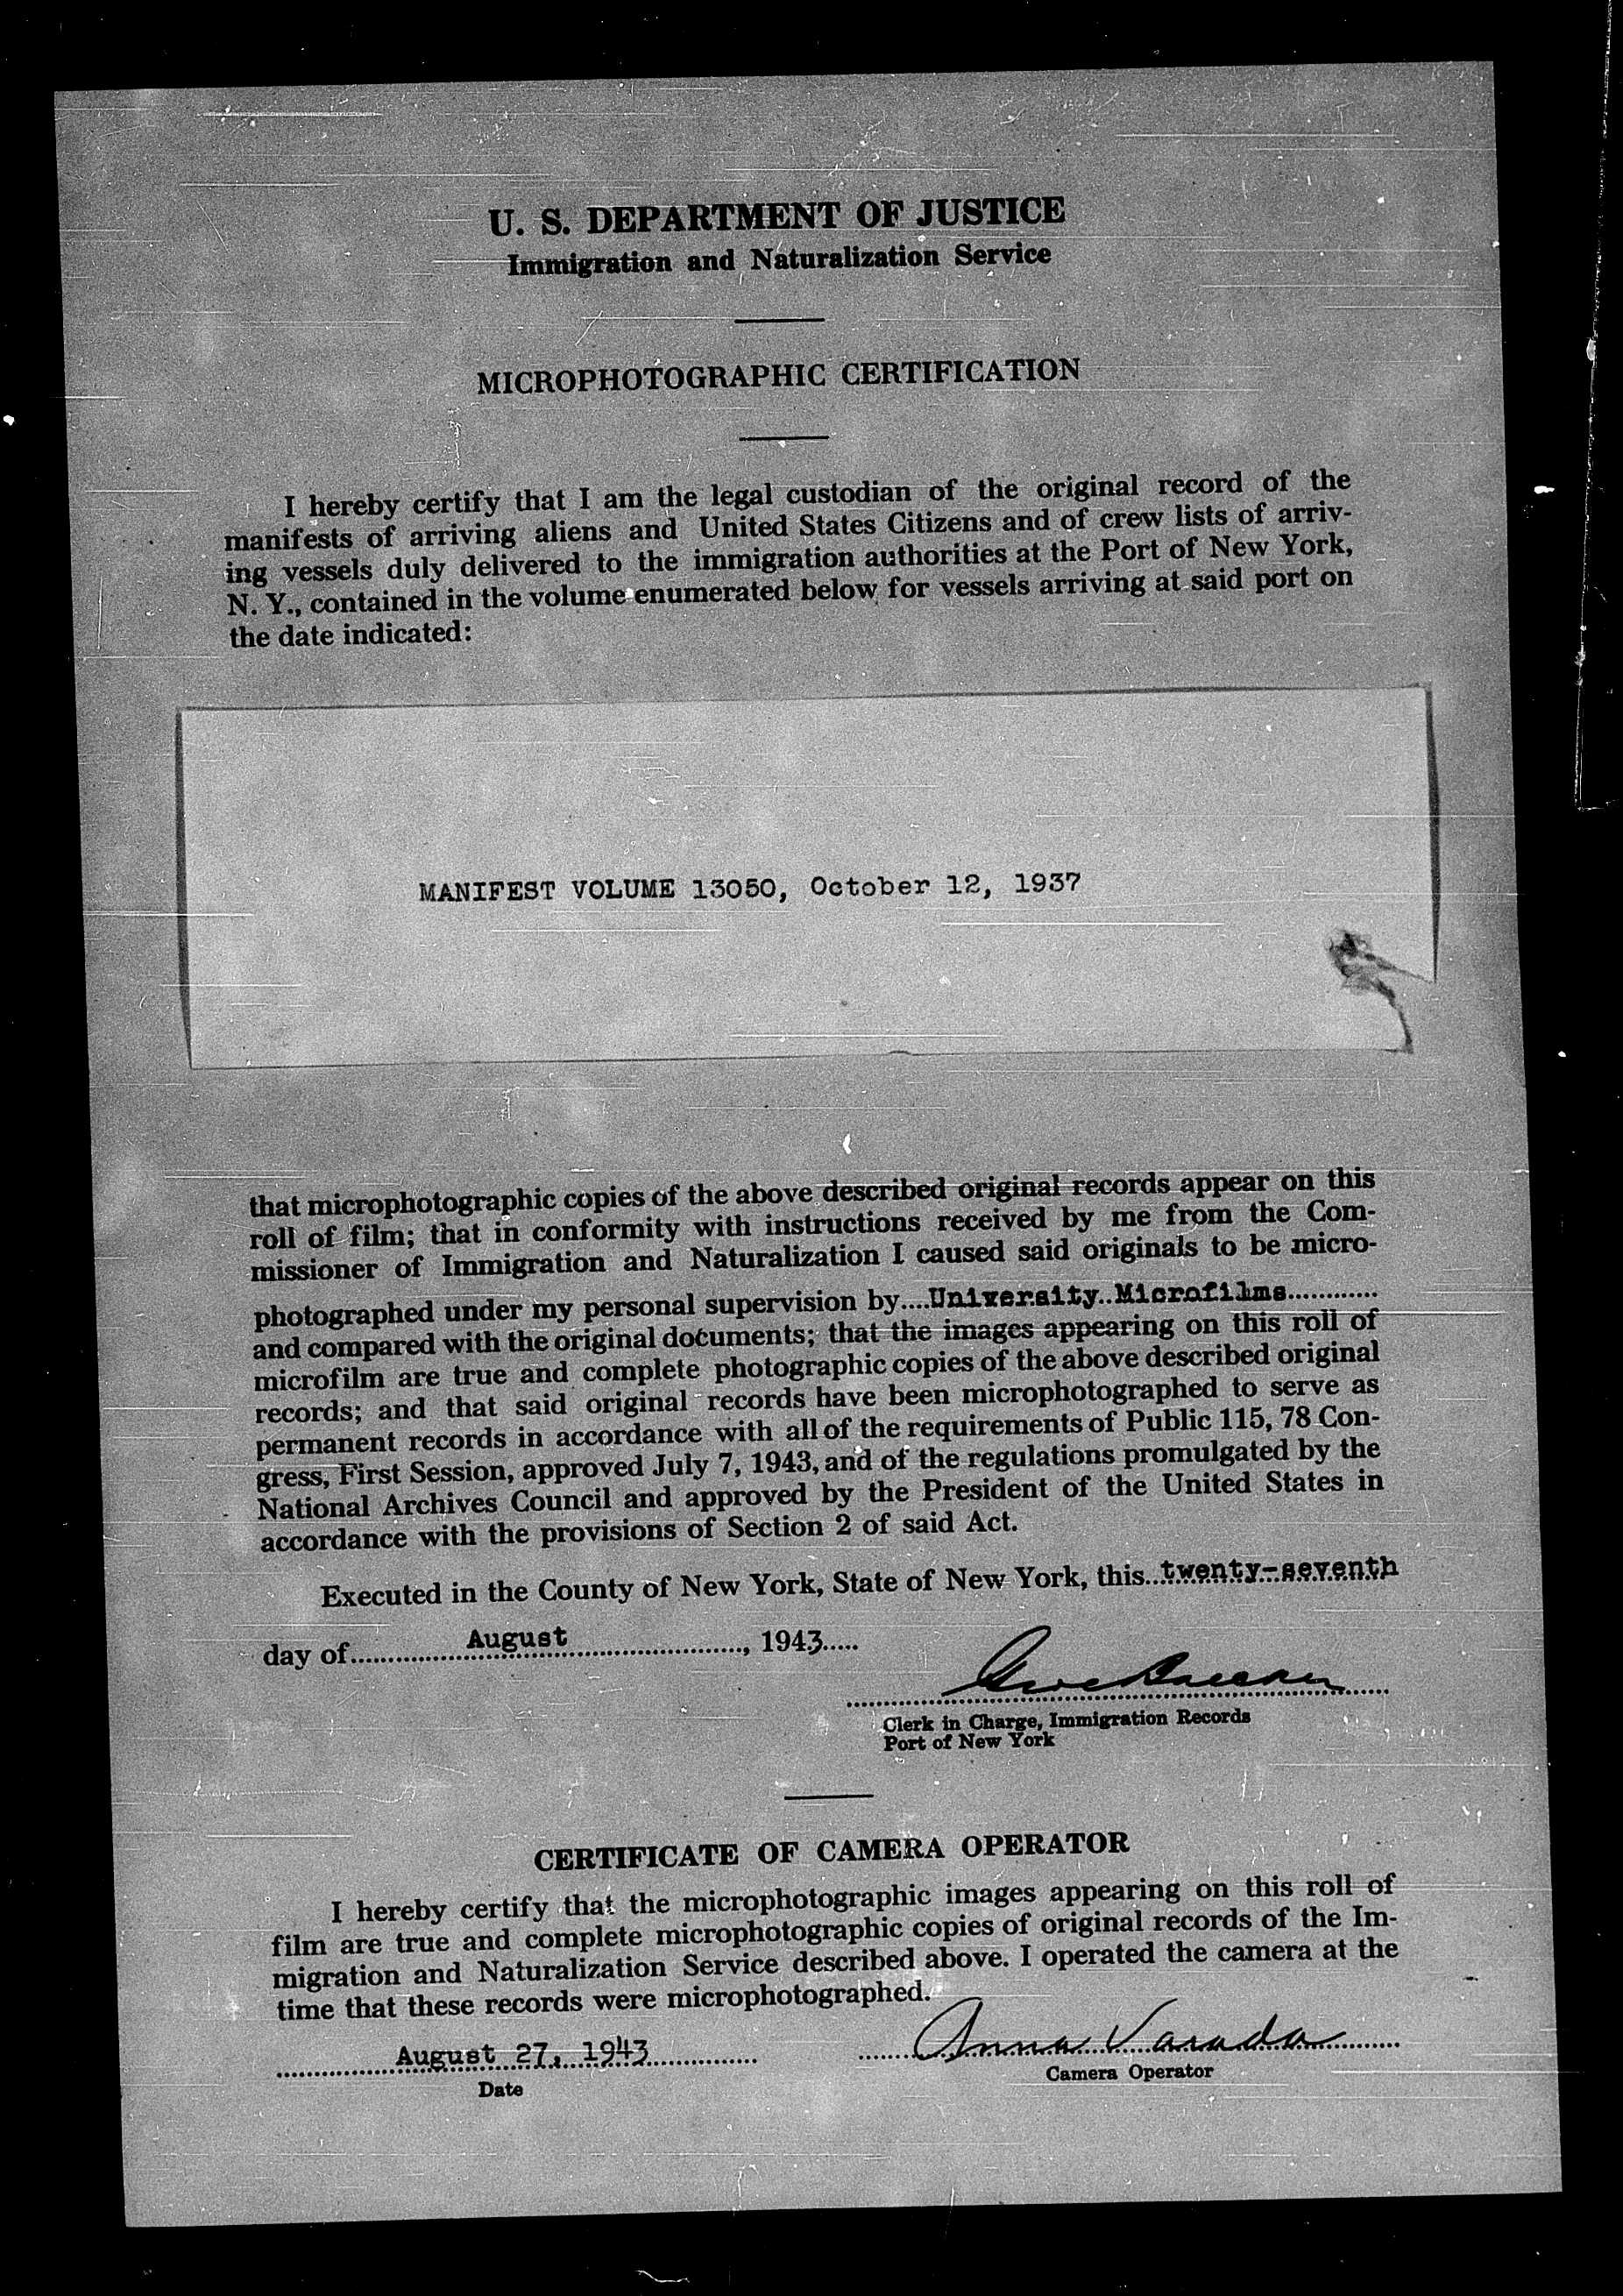 U. S. DEPARTMENT OF JUSTICE
Immigration and Naturalization Service
MICROPHOTOGRAPHIC CERTIFICATION
I hereby certify that I am the legal custodian of the original record of the
manifests of arriving aliens and United States Citizens and of crew lists of arriv-
ing vessels duly delivered to the immigration authorities at the Port of New York,
N. Y., contained in the volume enumerated below for vessels arriving at said port on
the date indicated:
MANIFEST VOLUME 13050, October 12, 1937
that microphotographic copies of the above described original records appear on this
roll of film; that in conformity with instructions received by me from the Com-
missioner of Immigration and Naturalization I caused said originals to be micro-
photographed under my personal supervision by....University Microfilms............
and compared with the original documents; that the images appearing on this roll of
microfilm are true and complete photographic copies of the above described original
records; and that said original records have been microphotographed to serve as
permanent records in accordance with all of the requirements of Public 115, 78 Con-
gress, First Session, approved July 7, 1943, and of the regulations promulgated by the
National Archives Council and approved by the President of the United States in
accordance with the provisions of Section 2 of said Act.
Executed in the County of New York, State of New York, this...twenty-seventh
day of........August........, 1943.....
Clerk in Charge, Immigration Records
Port of New York
CERTIFICATE OF CAMERA OPERATOR
I hereby certify that the microphotographic images appearing on this roll of
film are true and complete microphotographic copies of original records of the Im-
migration and Naturalization Service described above. I operated the camera at the
time that these records were microphotographed.
August 27, 1943 Anna Varada
Date Camera Operator